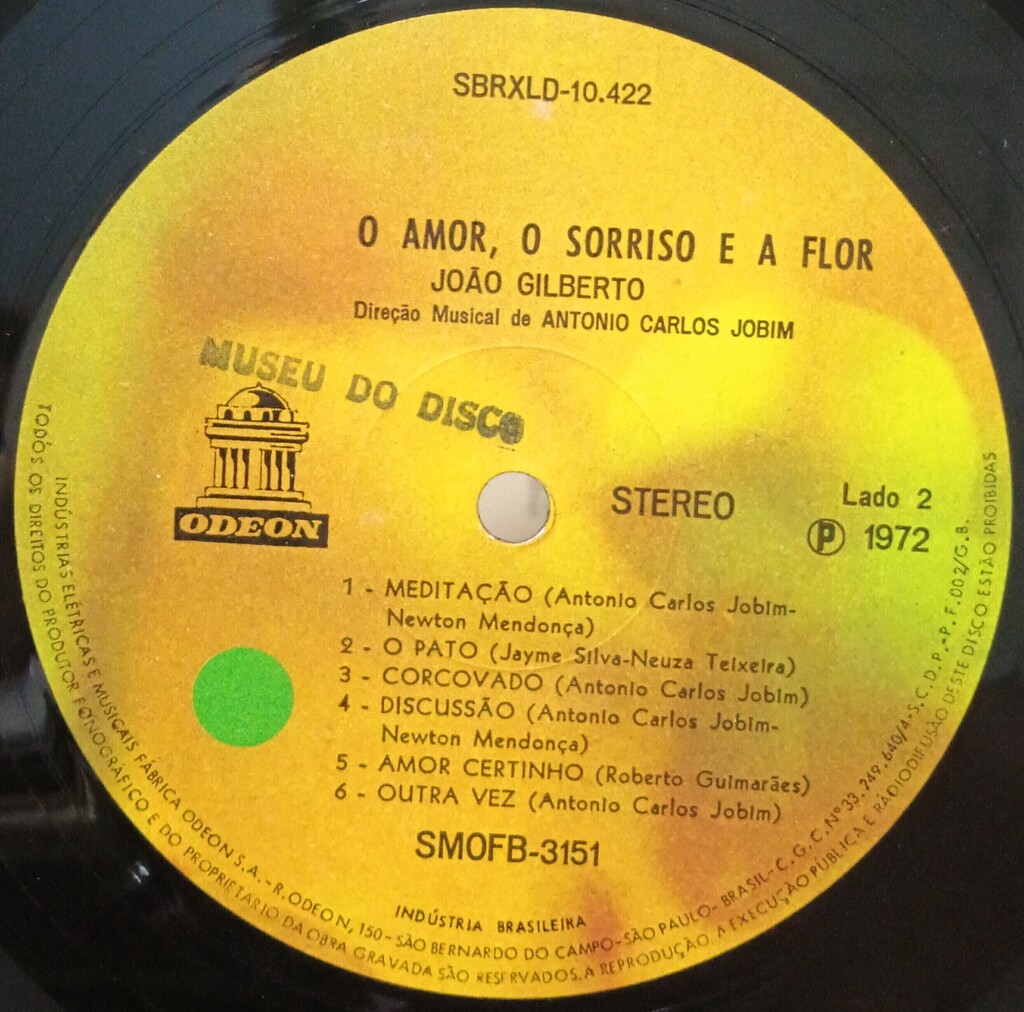 SBRXLD-10.422
O AMOR, O SORRISO E A FLOR
JOÃO GILBERTO
Direção Musical de ANTONIO CARLOS JOBIM
MUSEU DO DISCO
ODEON
STEREO
Lado 2
Ⓟ 1972
1 - MEDITAÇÃO (Antonio Carlos Jobim-
Newton Mendonça)
2 - O PATO (Jayme Silva-Neuza Teixeira)
3 - CORCOVADO (Antonio Carlos Jobim)
4 - DISCUSSÃO (Antonio Carlos Jobim-
Newton Mendonça)
5 - AMOR CERTINHO (Roberto Guimarães)
6 - OUTRA VEZ (Antonio Carlos Jobim)
SMOFB-3151
INDÚSTRIA BRASILEIRA
INDÚSTRIAS ELÉTRICAS E MUSICAIS FÁBRICA ODEON S.A. - R. ODEON, 150 - SÃO BERNARDO DO CAMPO - SÃO PAULO - BRASIL - C.G.C. Nº 33.249.640/4 - S.C.D.P. - P.F. 002/G.B.
TODOS OS DIREITOS DO PRODUTOR FONOGRÁFICO E DO PROPRIETARIO DA OBRA GRAVADA SÃO RESERVADOS. A REPRODUÇÃO, A EXECUÇÃO PÚBLICA E RÁDIODIFUSÃO DESTE DISCO ESTÃO PROIBIDAS